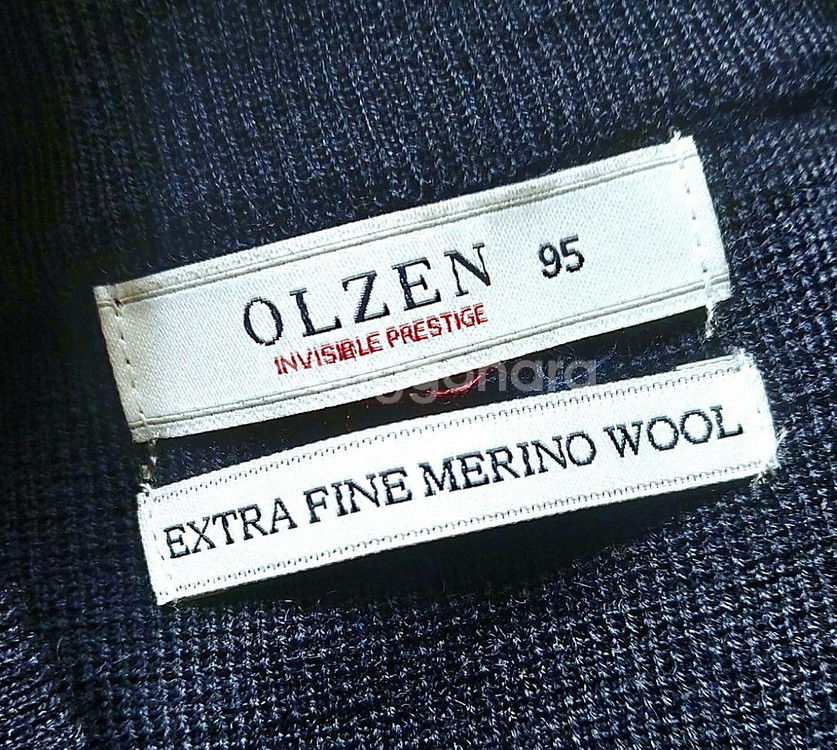 OLZEN 95
INVISIBLE PRESTIGE
EXTRA FINE MERINO WOOL